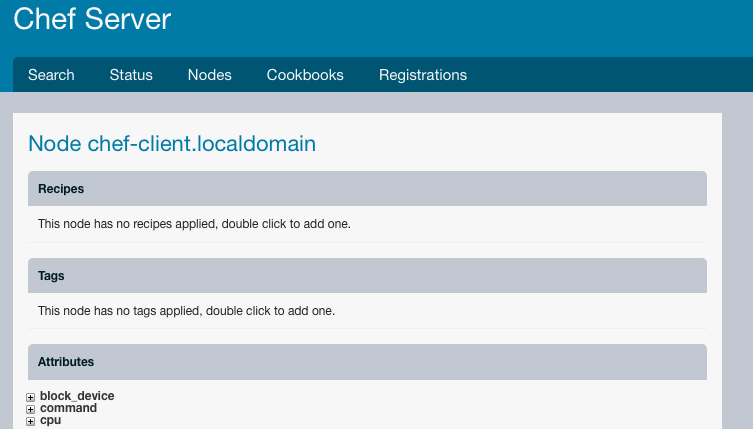 Chef Server
Search Status Nodes Cookbooks Registrations
Node chef-client.localdomain
Recipes
This node has no recipes applied, double click to add one.
Tags
This node has no tags applied, double click to add one.
Attributes
block_device
command
cpu